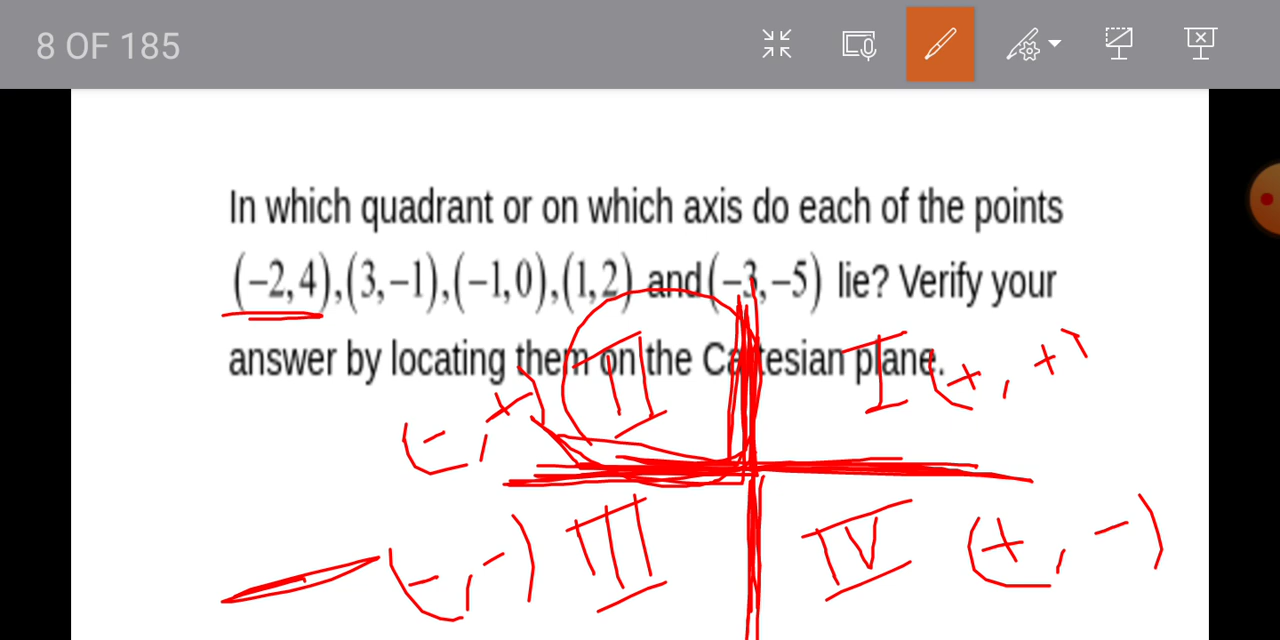 8 OF 185
In which quadrant or on which axis do each of the points
(–2,4),(3,–1),(–1,0),(1,2) and(–3,–5) lie? Verify your
answer by locating them on the Cartesian plane.
II I (+, +)
(–, +)
(–, –) III IV (+, –)